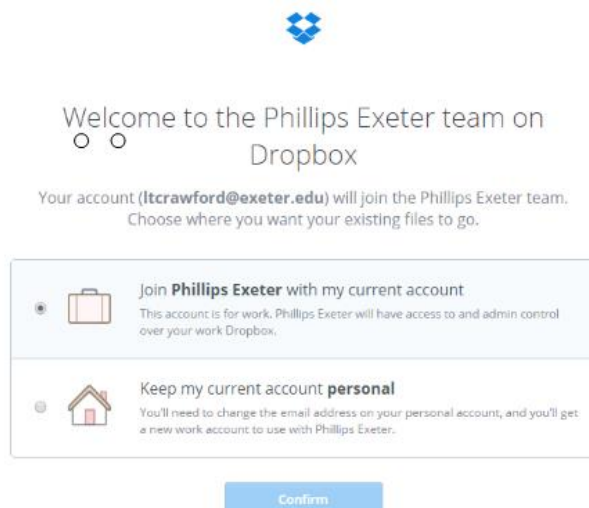 Welcome to the Phillips Exeter team on
Dropbox
Your account (ltcrawford@exeter.edu) will join the Phillips Exeter team.
Choose where you want your existing files to go.
Join Phillips Exeter with my current account
This account is for work. Phillips Exeter will have access to and admin control
over your work Dropbox.
Keep my current account personal
You'll need to change the email address on your personal account, and you'll get
a new work account to use with Phillips Exeter.
Confirm